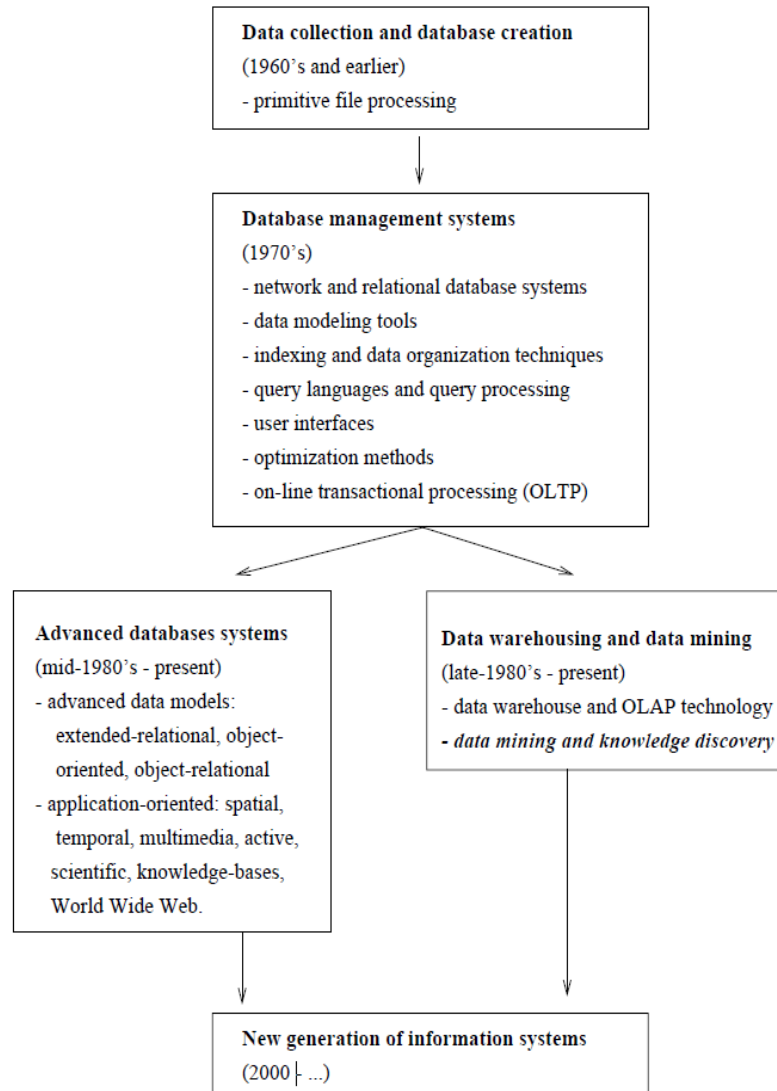 Data collection and database creation
(1960's and earlier)
- primitive file processing
Database management systems
(1970's)
- network and relational database systems
- data modeling tools
- indexing and data organization techniques
- query languages and query processing
- user interfaces
- optimization methods
- on-line transactional processing (OLTP)
Advanced databases systems
(mid-1980's - present)
- advanced data models:
extended-relational, object-
oriented, object-relational
- application-oriented: spatial,
temporal, multimedia, active,
scientific, knowledge-bases,
World Wide Web.
Data warehousing and data mining
(late-1980's - present)
- data warehouse and OLAP technology
- data mining and knowledge discovery
New generation of information systems
(2000 - ...)